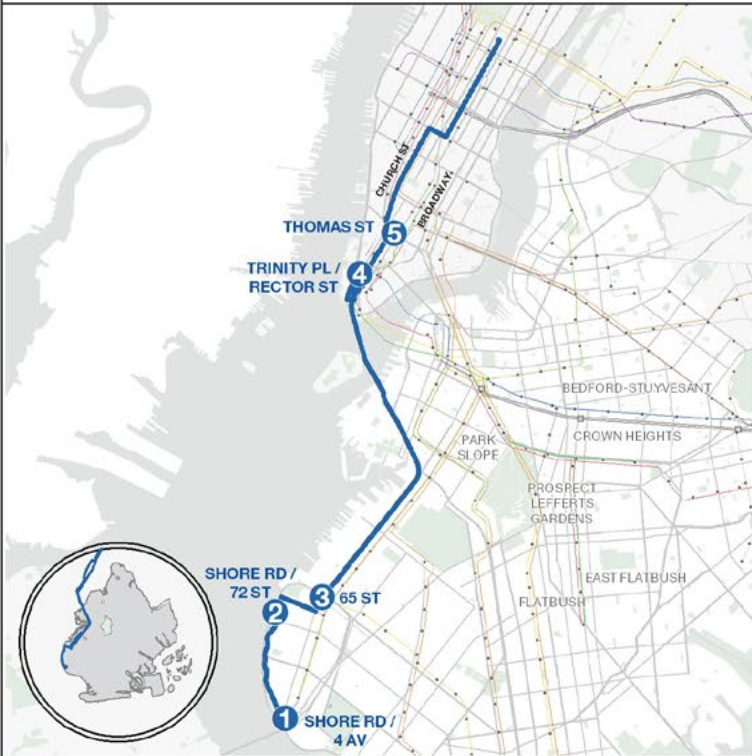 CHURCH ST
BROADWAY
THOMAS ST
5
TRINITY PL /
RECTOR ST
4
BEDFORD-STUYVESANT
CROWN HEIGHTS
PARK
SLOPE
PROSPECT
LEFFERTS
GARDENS
EAST FLATBUSH
FLATBUSH
SHORE RD /
72 ST
2
3
65 ST
1
SHORE RD /
4 AV